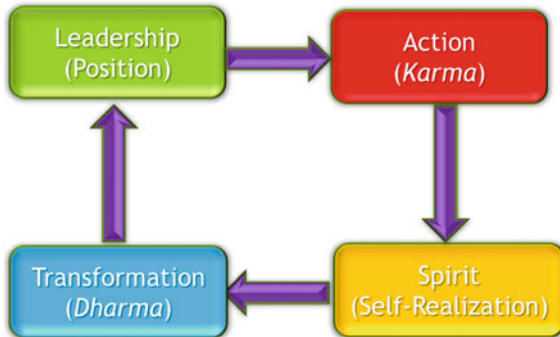 Leadership
(Position)
Action
(Karma)
Transformation
(Dharma)
Spirit
(Self-Realization)